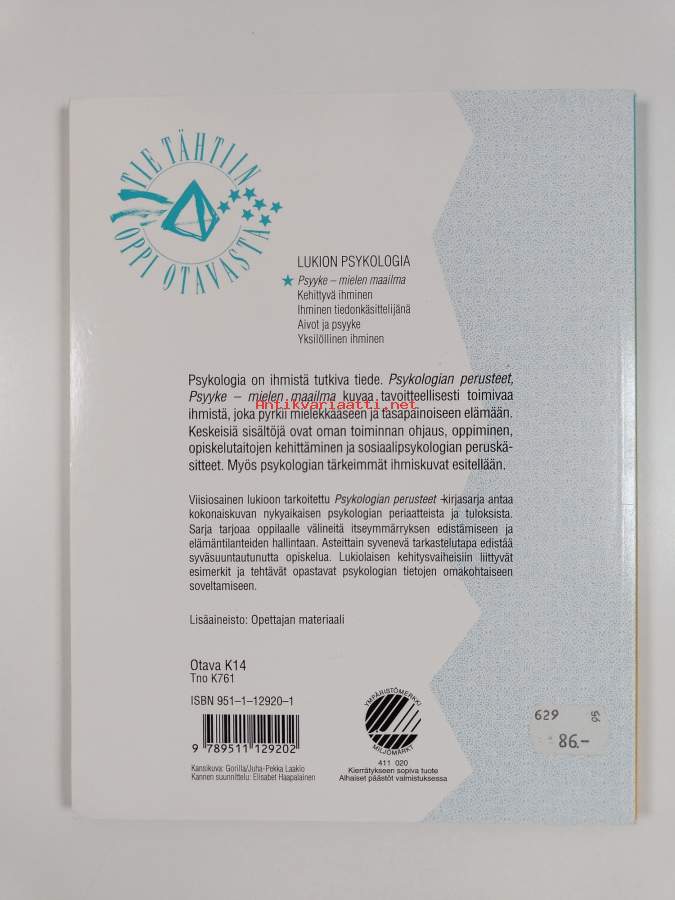 TIE TÄHTIIN
OPPI OTAVASTA
LUKION PSYKOLOGIA
Psyyke – mielen maailma
Kehittyvä ihminen
Ihminen tiedonkäsittelijänä
Aivot ja psyyke
Yksilöllinen ihminen
Psykologia on ihmistä tutkiva tiede. Psykologian perusteet,
Psyyke – mielen maailma kuvaa tavoitteellisesti toimivaa
Antikvariaatti.net
ihmistä, joka pyrkii mielekkääseen ja tasapainoiseen elämään.
Keskeisiä sisältöjä ovat oman toiminnan ohjaus, oppiminen,
opiskelutaitojen kehittäminen ja sosiaalipsykologian peruskä-
sitteet. Myös psykologian tärkeimmät ihmiskuvat esitellään.
Viisiosainen lukioon tarkoitettu Psykologian perusteet -kirjasarja antaa
kokonaiskuvan nykyaikaisen psykologian periaatteista ja tuloksista.
Sarja tarjoaa oppilaalle välineitä itseymmärryksen edistämiseen ja
elämäntilanteiden hallintaan. Asteittain syvenevä tarkastelutapa edistää
syväsuuntautunutta opiskelua. Lukiolaisen kehitysvaiheisiin liittyvät
esimerkit ja tehtävät opastavat psykologian tietojen omakohtaiseen
soveltamiseen.
Lisäaineisto: Opettajan materiaali
Otava K14
Tno K761
ISBN 951–1–12920–1
9 789511 129202
Kansikuva: Gorilla/Juha-Pekka Laakio
Kannen suunnittelu: Elisabet Haapalainen
YMPÄRISTÖMERKKI
MILJÖMÄRKT
411 020
Kierrätykseen sopiva tuote
Alhaiset päästöt valmistuksessa
629
95
86.-